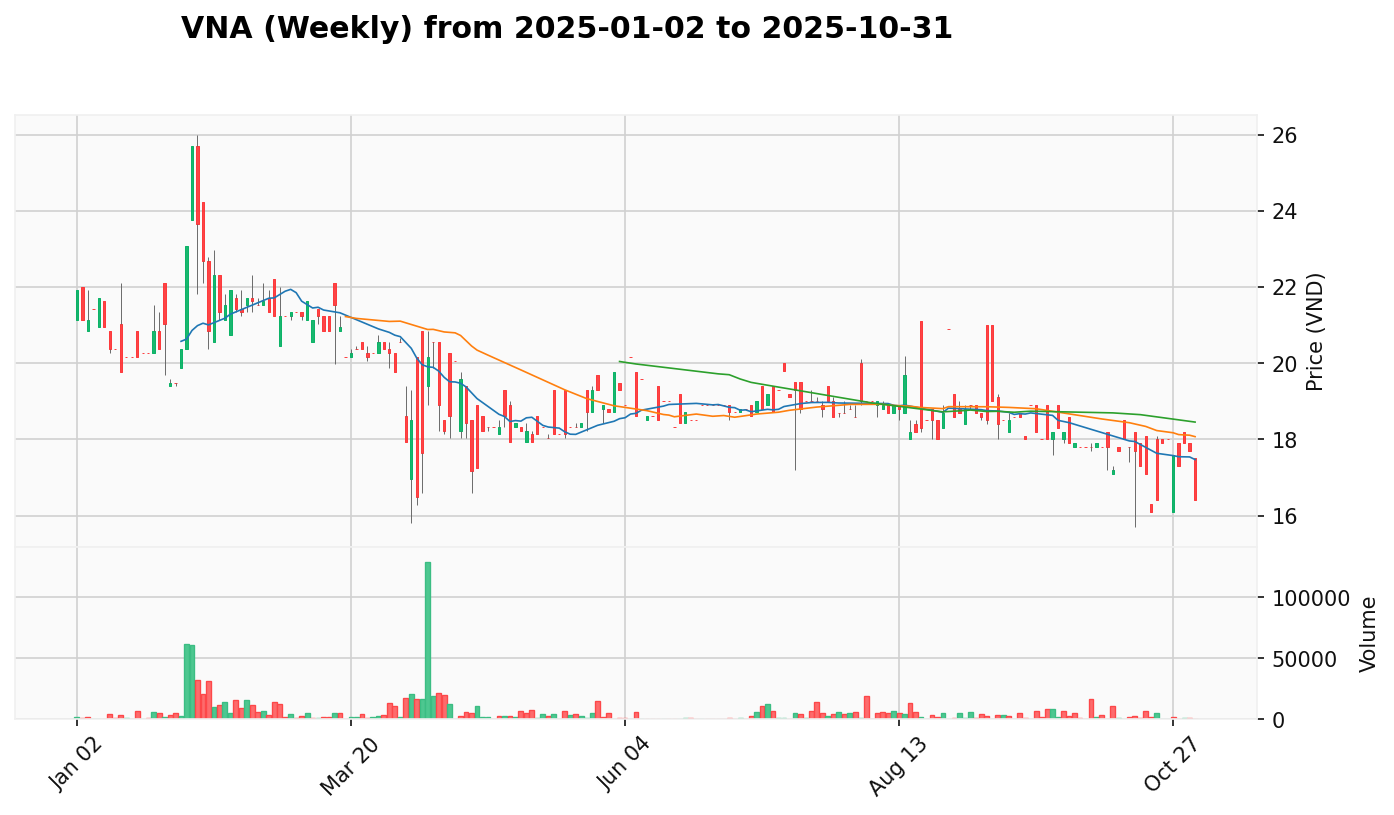 VNA (Weekly) from 2025-01-02 to 2025-10-31
26
24
22
20
18
16
Price (VND)
100000
50000
0
Volume
Jan 02
Mar 20
Jun 04
Aug 13
Oct 27